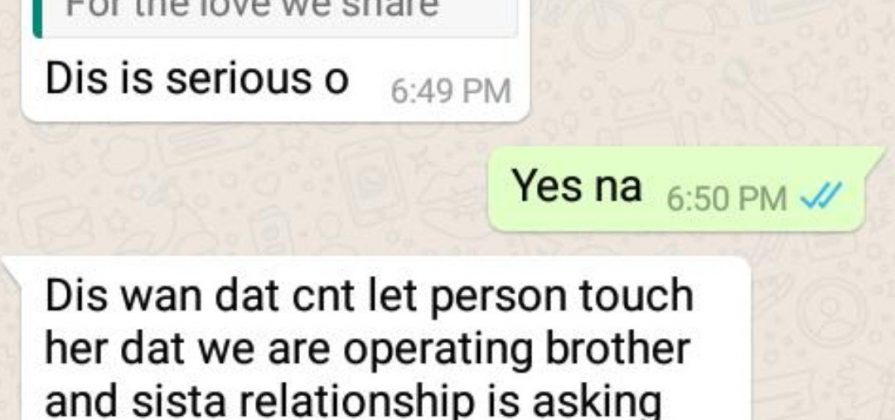 For the love we share
Dis is serious o 6:49 PM
Yes na 6:50 PM
Dis wan dat cnt let person touch
her dat we are operating brother
and sista relationship is asking